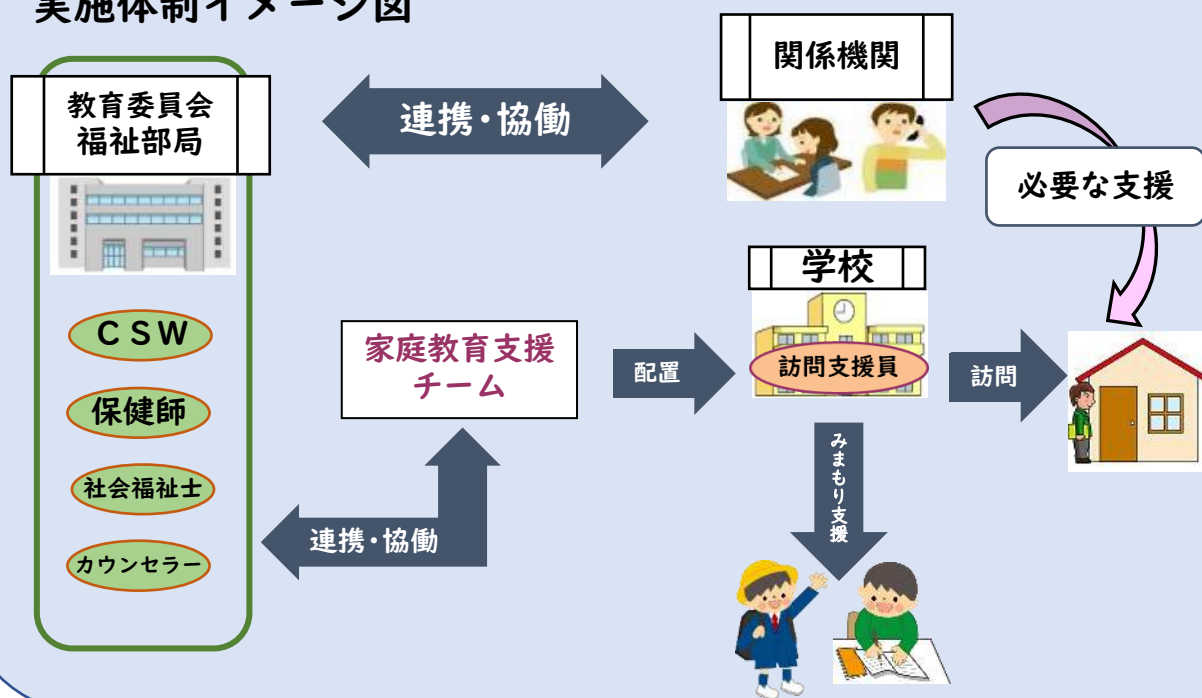 実施体制イメージ図
教育委員会
福祉部局
連携・協働
関係機関
必要な支援
CSW
保健師
社会福祉士
カウンセラー
家庭教育支援
チーム
連携・協働
配置
学校
訪問支援員
訪問
みまもり支援